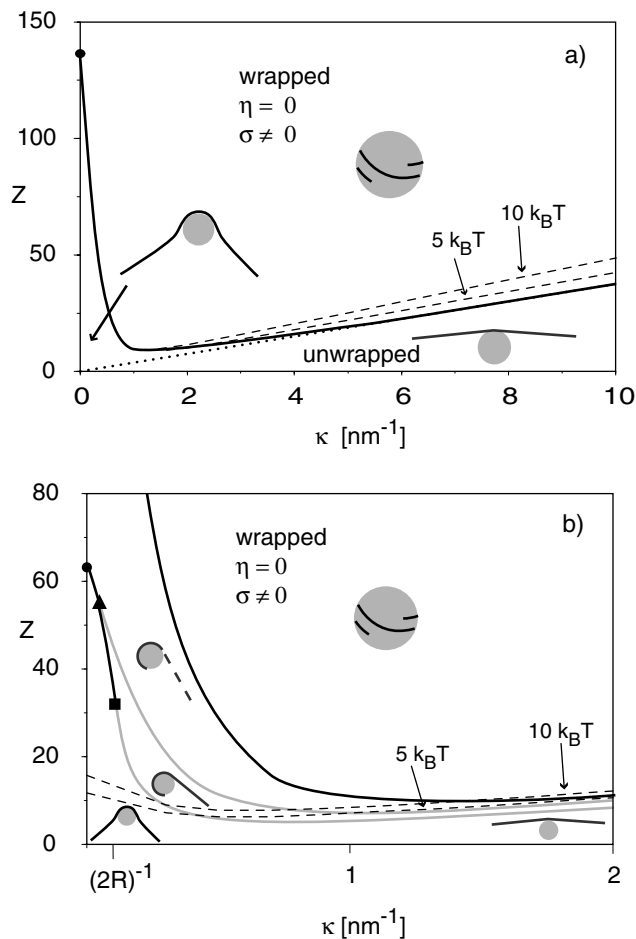 150
a)
wrapped
η = 0
σ ≠ 0
100
Z
10 k_BT
5 k_BT
50
unwrapped
0
0 2 4 6 8 10
κ [nm⁻¹]
80
b)
wrapped
η = 0
σ ≠ 0
60
Z
40
10 k_BT
20
5 k_BT
0
(2R)⁻¹ 1 2
κ [nm⁻¹]